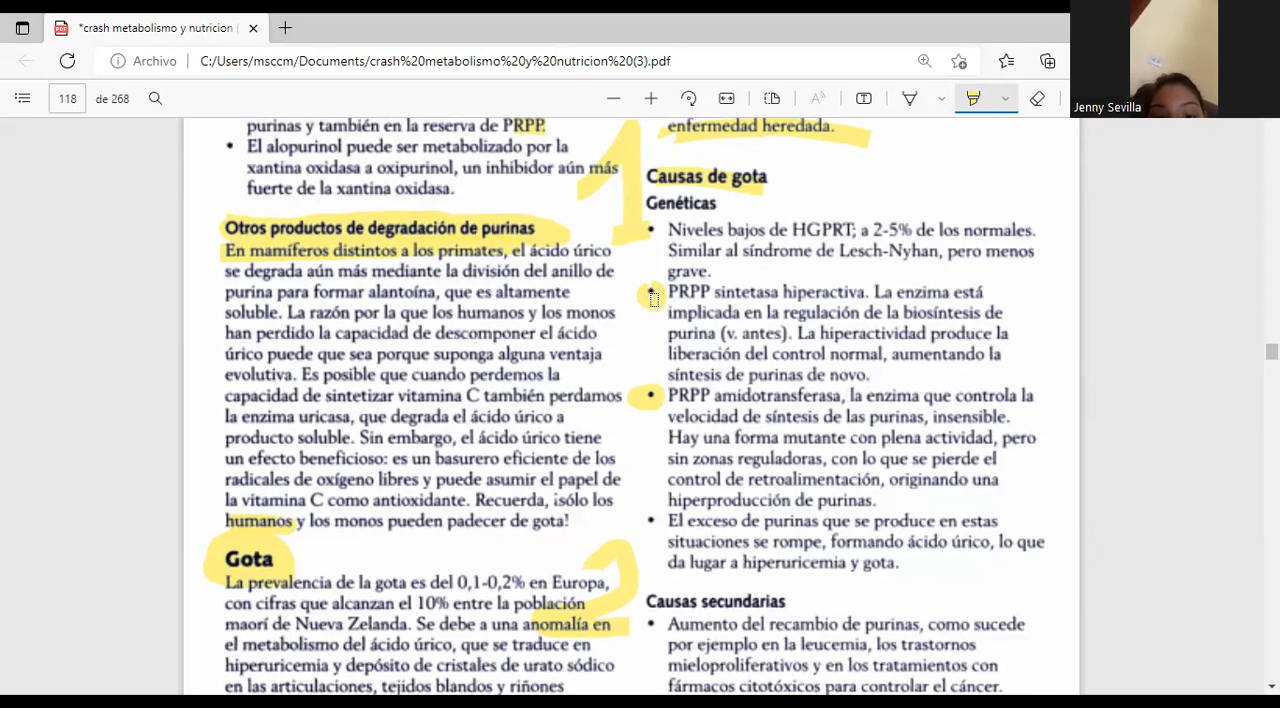 *crash metabolismo y nutricion (
Archivo
C:/Users/msccm/Documents/crash%20metabolismo%20y%20nutricion%20(3).pdf
118
de 268
Jenny Sevilla
purinas y también en la reserva de PRPP.
• El alopurinol puede ser metabolizado por la
xantina oxidasa a oxipurinol, un inhibidor aún más
fuerte de la xantina oxidasa.
Otros productos de degradación de purinas
En mamíferos distintos a los primates, el ácido úrico
se degrada aún más mediante la división del anillo de
purina para formar alantoína, que es altamente
soluble. La razón por la que los humanos y los monos
han perdido la capacidad de descomponer el ácido
úrico puede que sea porque suponga alguna ventaja
evolutiva. Es posible que cuando perdemos la
capacidad de sintetizar vitamina C también perdamos
la enzima uricasa, que degrada el ácido úrico a
producto soluble. Sin embargo, el ácido úrico tiene
un efecto beneficioso: es un basurero eficiente de los
radicales de oxígeno libres y puede asumir el papel de
la vitamina C como antioxidante. Recuerda, ¡sólo los
humanos y los monos pueden padecer de gota!
Gota
La prevalencia de la gota es del 0,1-0,2% en Europa,
con cifras que alcanzan el 10% entre la población
maorí de Nueva Zelanda. Se debe a una anomalía en
el metabolismo del ácido úrico, que se traduce en
hiperuricemia y depósito de cristales de urato sódico
en las articulaciones, tejidos blandos y riñones
1
2
enfermedad heredada.
Causas de gota
Genéticas
• Niveles bajos de HGPRT; a 2-5% de los normales.
Similar al síndrome de Lesch-Nyhan, pero menos
grave.
• PRPP sintetasa hiperactiva. La enzima está
implicada en la regulación de la biosíntesis de
purina (v. antes). La hiperactividad produce la
liberación del control normal, aumentando la
síntesis de purinas de novo.
• PRPP amidotransferasa, la enzima que controla la
velocidad de síntesis de las purinas, insensible.
Hay una forma mutante con plena actividad, pero
sin zonas reguladoras, con lo que se pierde el
control de retroalimentación, originando una
hiperproducción de purinas.
• El exceso de purinas que se produce en estas
situaciones se rompe, formando ácido úrico, lo que
da lugar a hiperuricemia y gota.
Causas secundarias
• Aumento del recambio de purinas, como sucede
por ejemplo en la leucemia, los trastornos
mieloproliferativos y en los tratamientos con
fármacos citotóxicos para controlar el cáncer.